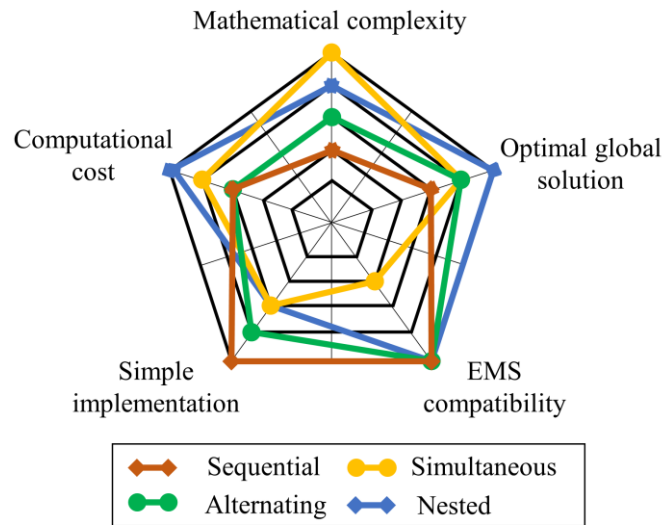 Mathematical complexity
Computational
cost
Optimal global
solution
Simple
implementation
EMS
compatibility
Sequential
Simultaneous
Alternating
Nested